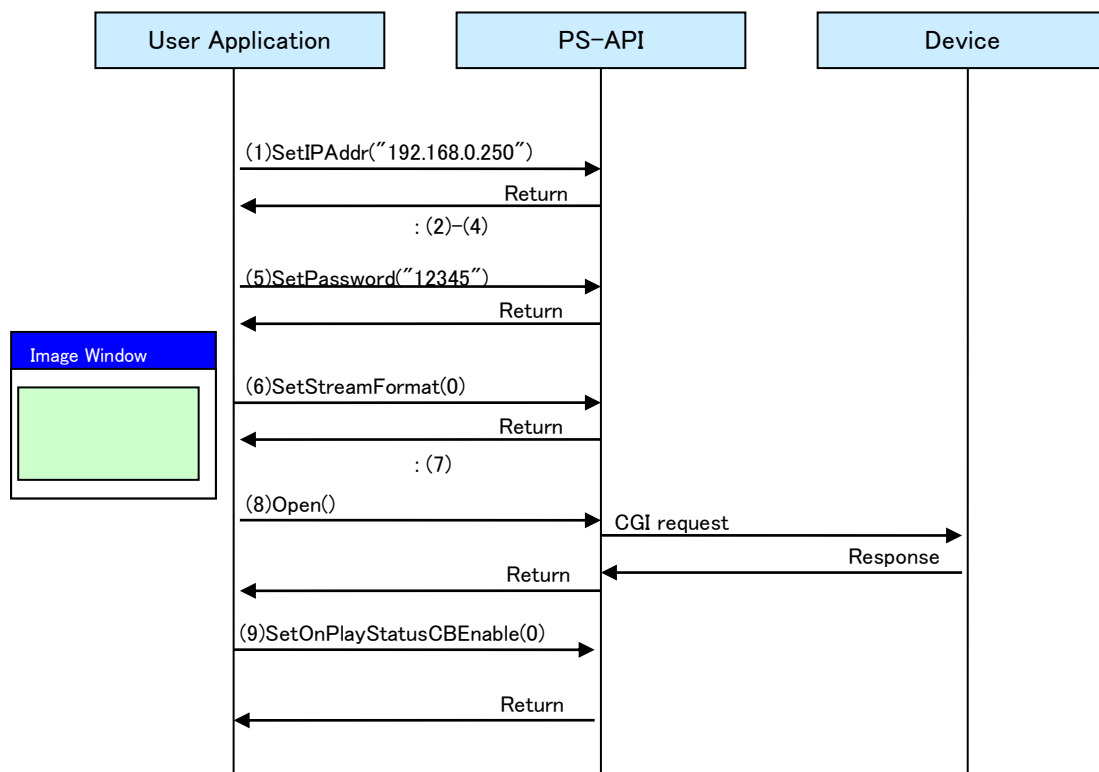 User Application
PS-API
Device
(1)SetIPAddr("192.168.0.250")
Return
: (2)-(4)
(5)SetPassword("12345")
Return
Image Window
(6)SetStreamFormat(0)
Return
: (7)
(8)Open()
CGI request
Response
Return
(9)SetOnPlayStatusCBEnable(0)
Return